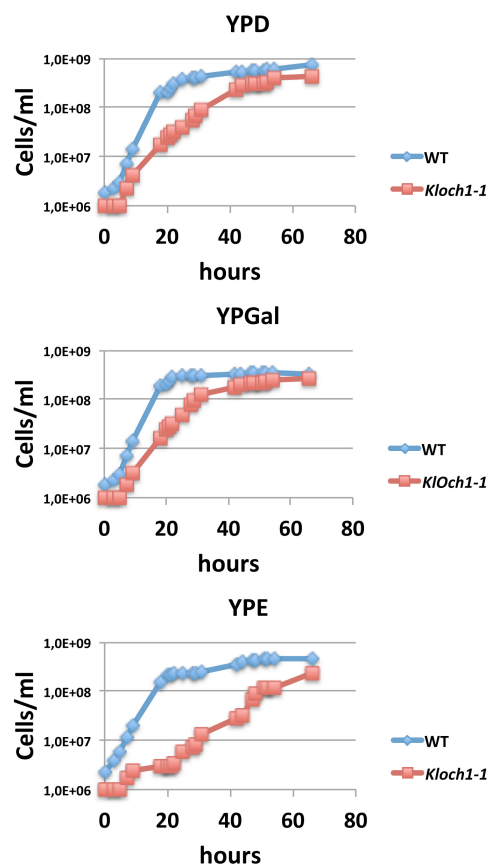 YPD
1,0E+09
1,0E+08
1,0E+07
1,0E+06
Cells/ml
0 20 40 60 80
hours
WT
Kloch1-1
YPGal
1,0E+09
1,0E+08
1,0E+07
1,0E+06
Cells/ml
0 20 40 60 80
hours
WT
KlOch1-1
YPE
1,0E+09
1,0E+08
1,0E+07
1,0E+06
Cells/ml
0 20 40 60 80
hours
WT
Kloch1-1